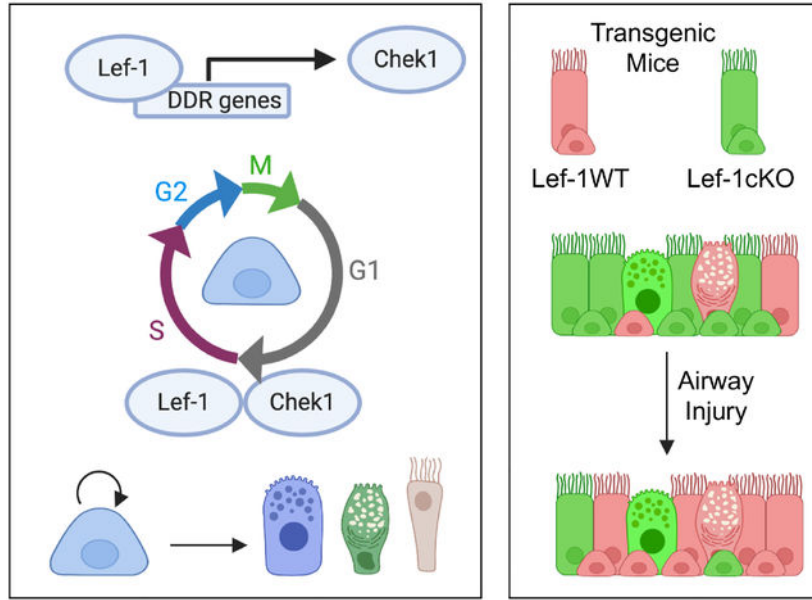 Lef-1
DDR genes
Chek1
G2
M
G1
S
Lef-1
Chek1
Transgenic
Mice
Lef-1WT
Lef-1cKO
Airway
Injury